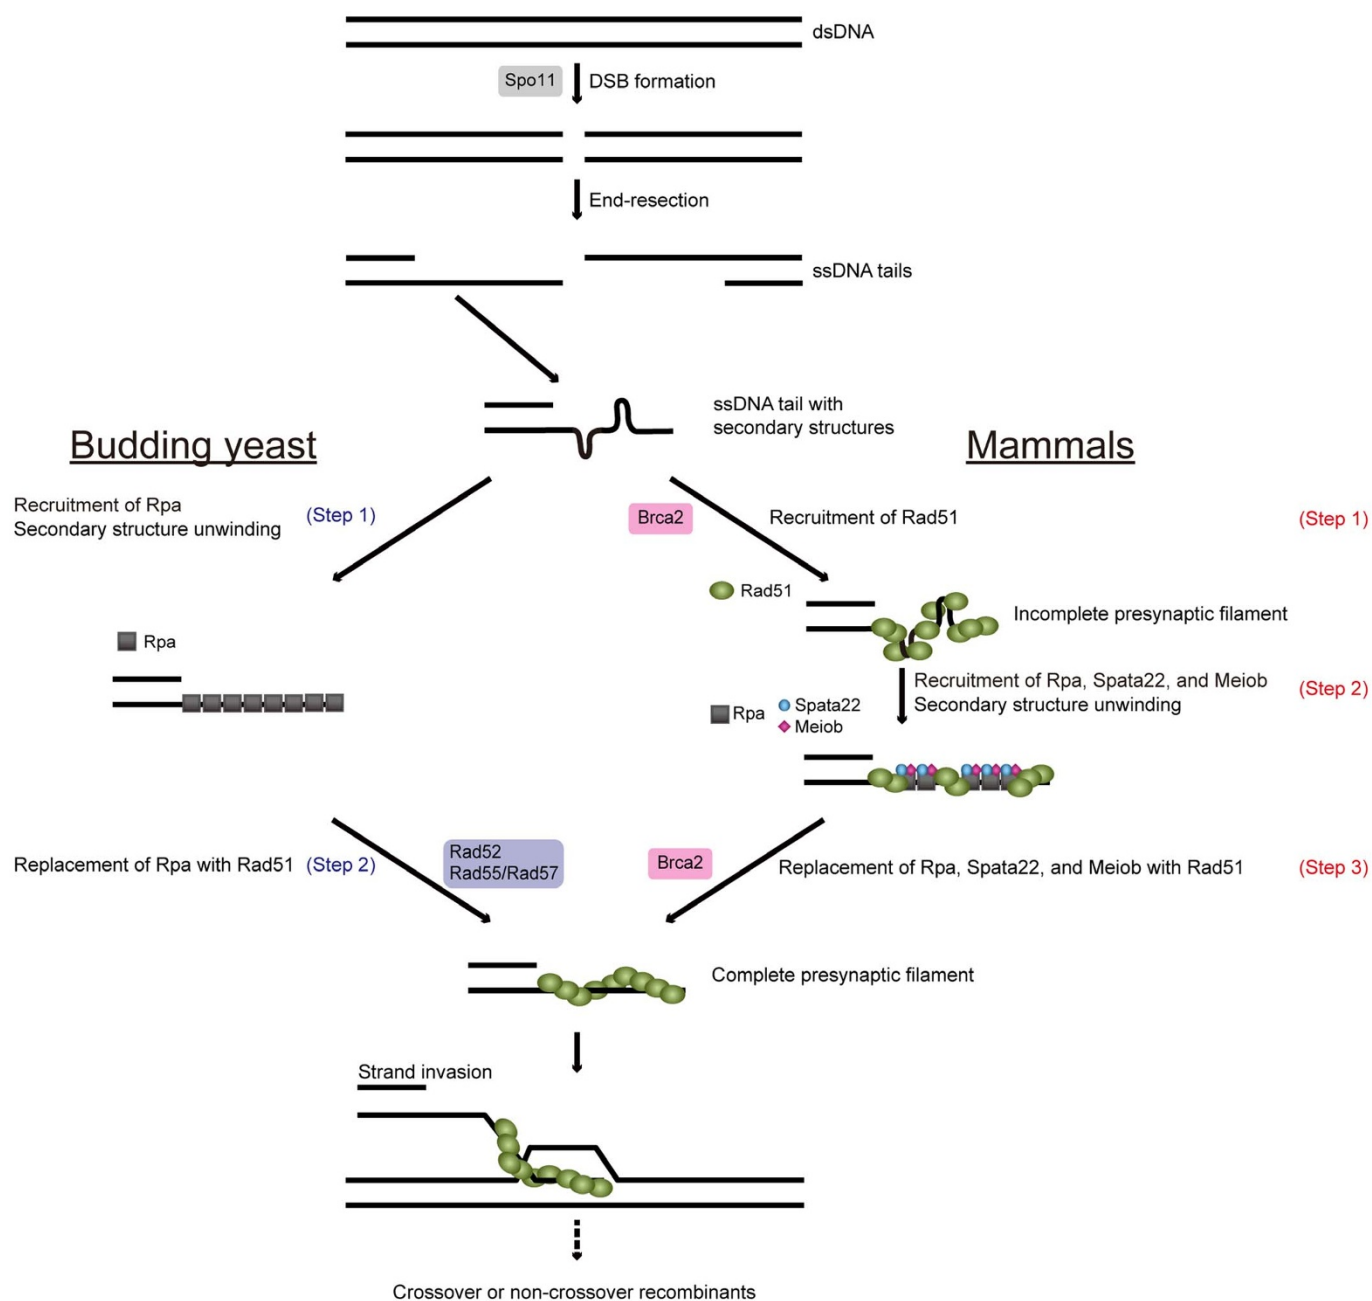 dsDNA
Spo11
DSB formation
End-resection
ssDNA tails
ssDNA tail with
secondary structures
Budding yeast
Mammals
Recruitment of Rpa
Secondary structure unwinding
(Step 1)
Brca2
Recruitment of Rad51
(Step 1)
Rad51
Incomplete presynaptic filament
Rpa
Recruitment of Rpa, Spata22, and Meiob
Secondary structure unwinding
(Step 2)
Rpa
Spata22
Meiob
Replacement of Rpa with Rad51
(Step 2)
Rad52
Rad55/Rad57
Brca2
Replacement of Rpa, Spata22, and Meiob with Rad51
(Step 3)
Complete presynaptic filament
Strand invasion
Crossover or non-crossover recombinants